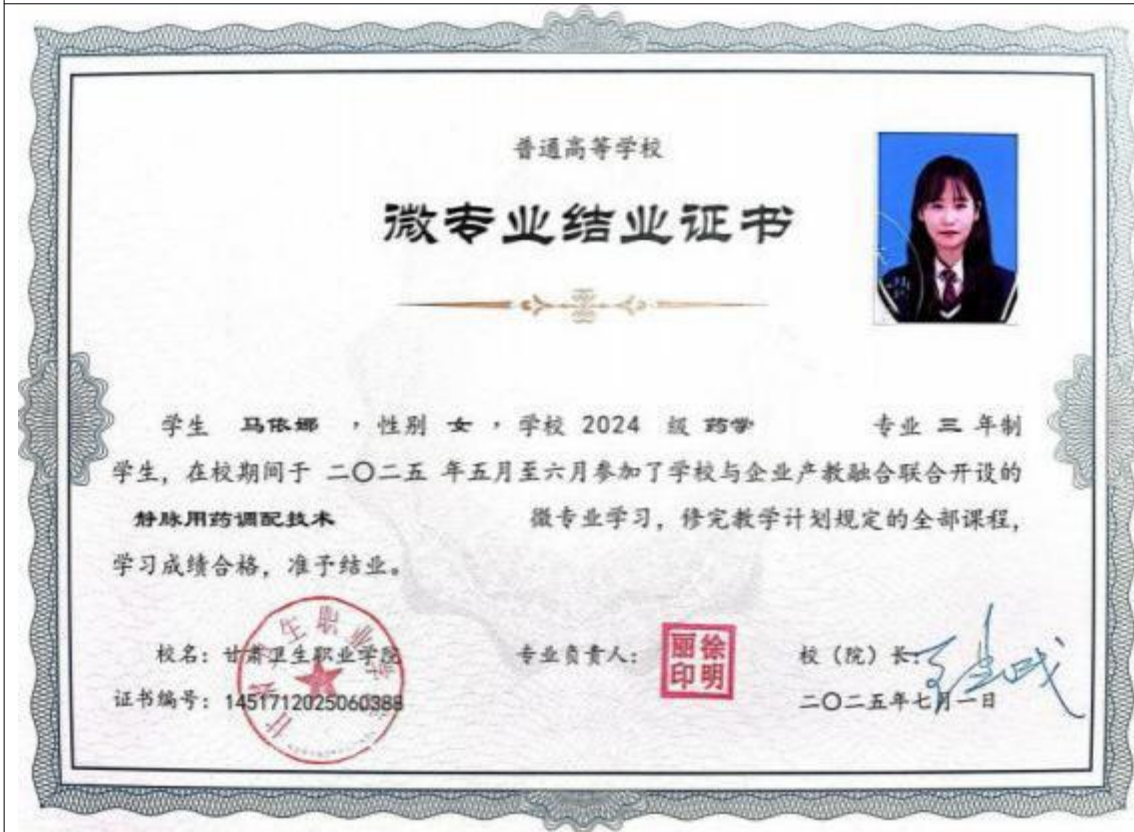 普通高等学校
微专业结业证书
学生 马依娜 ，性别 女 ，学校 2024 级 药学 专业 三 年制
学生，在校期间于 二〇二五 年五月至六月参加了学校与企业产教融合联合开设的
静脉用药调配技术 微专业学习，修完教学计划规定的全部课程，
学习成绩合格，准予结业。
校名：甘肃卫生职业学院
专业负责人：
徐明丽印
校（院）长：
证书编号：1451712025060388
二〇二五年七月一日